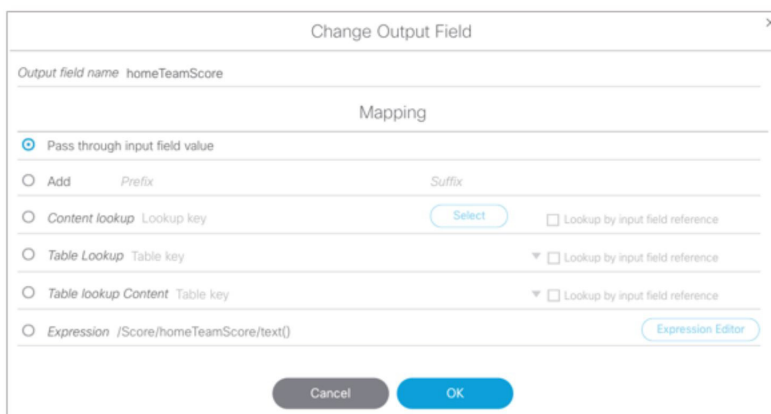 Change Output Field
Output field name homeTeamScore
Mapping
Pass through input field value
Add Prefix Suffix
Content lookup Lookup key Select Lookup by input field reference
Table Lookup Table key Lookup by input field reference
Table lookup Content Table key Lookup by input field reference
Expression /Score/homeTeamScore/text() Expression Editor
Cancel OK